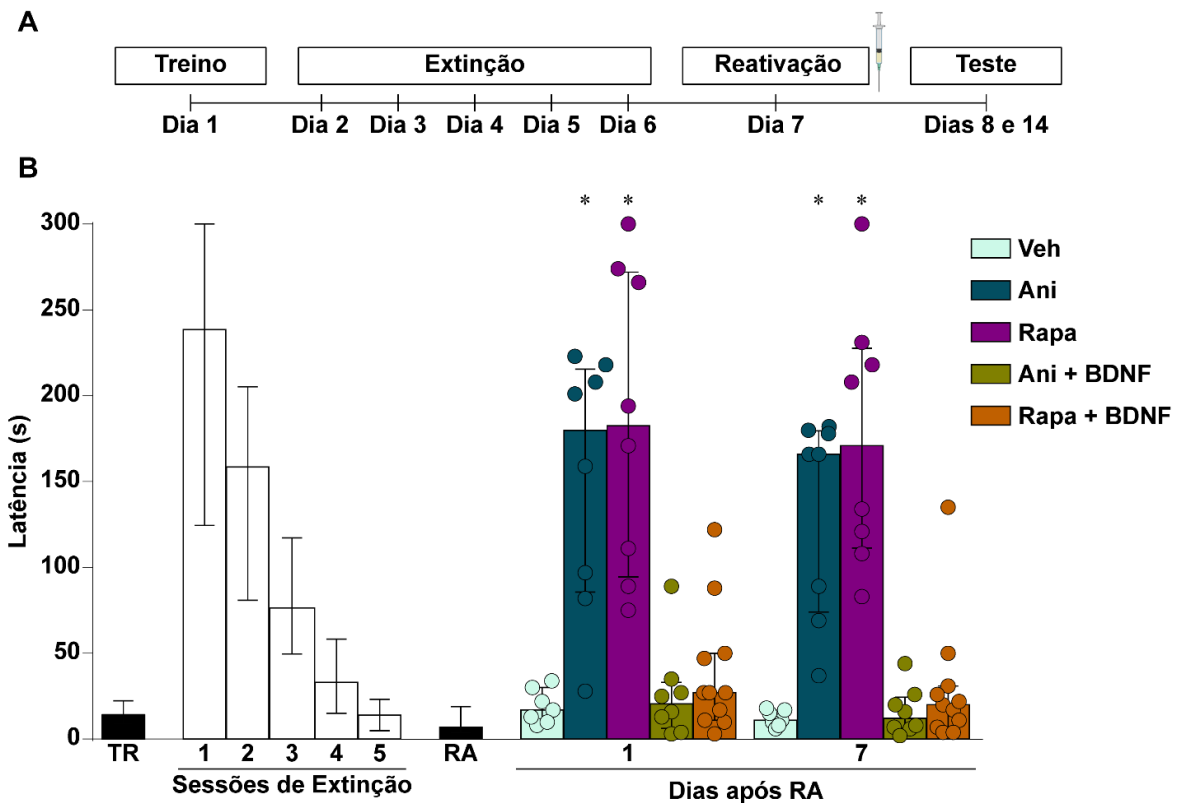 A
Treino Extinção Reativação Teste
Dia 1 Dia 2 Dia 3 Dia 4 Dia 5 Dia 6 Dia 7 Dias 8 e 14
B
* * * *
300
250
200
150
100
50
0
Latência (s)
Veh
Ani
Rapa
Ani + BDNF
Rapa + BDNF
TR 1 2 3 4 5 RA 1 7
Sessões de Extinção Dias após RA